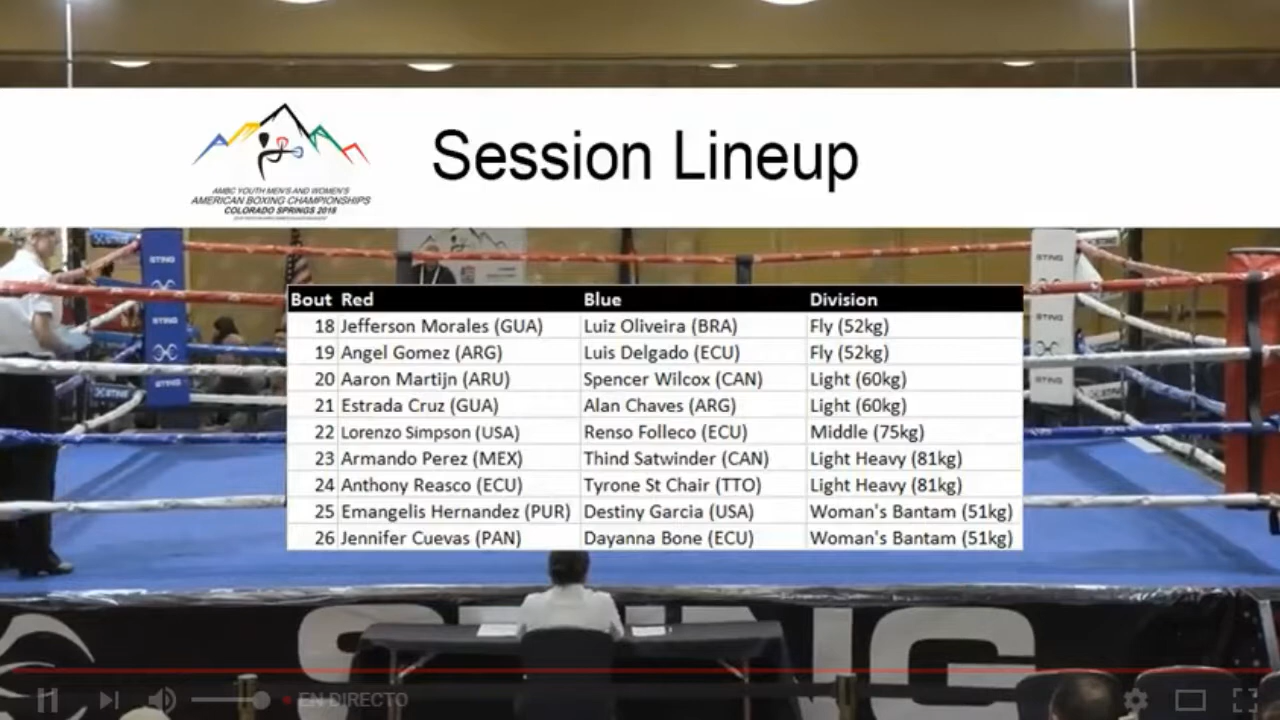 Session Lineup
AMBC YOUTH MEN'S AND WOMEN'S
AMERICAN BOXING CHAMPIONSHIPS
COLORADO SPRINGS 2018
STING
STING
STING
STING
STING
STING
Bout Red Blue Division
18 Jefferson Morales (GUA) Luiz Oliveira (BRA) Fly (52kg)
19 Angel Gomez (ARG) Luis Delgado (ECU) Fly (52kg)
20 Aaron Martijn (ARU) Spencer Wilcox (CAN) Light (60kg)
21 Estrada Cruz (GUA) Alan Chaves (ARG) Light (60kg)
22 Lorenzo Simpson (USA) Renso Folleco (ECU) Middle (75kg)
23 Armando Perez (MEX) Thind Satwinder (CAN) Light Heavy (81kg)
24 Anthony Reasco (ECU) Tyrone St Chair (TTO) Light Heavy (81kg)
25 Emangelis Hernandez (PUR) Destiny Garcia (USA) Woman's Bantam (51kg)
26 Jennifer Cuevas (PAN) Dayanna Bone (ECU) Woman's Bantam (51kg)
EN DIRECTO